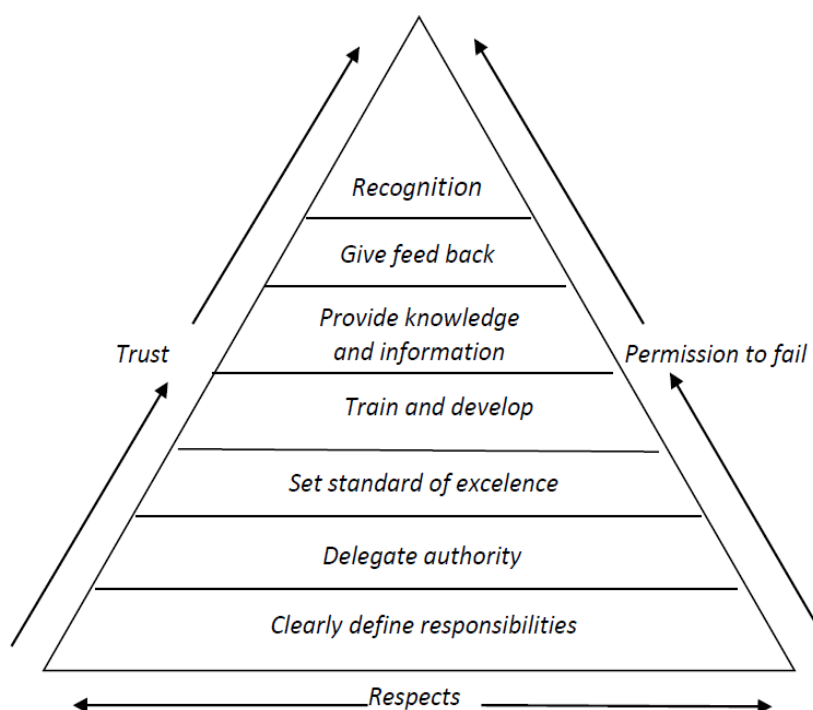 Recognition
Give feed back
Provide knowledge
and information
Trust
Permission to fail
Train and develop
Set standard of excelence
Delegate authority
Clearly define responsibilities
Respects